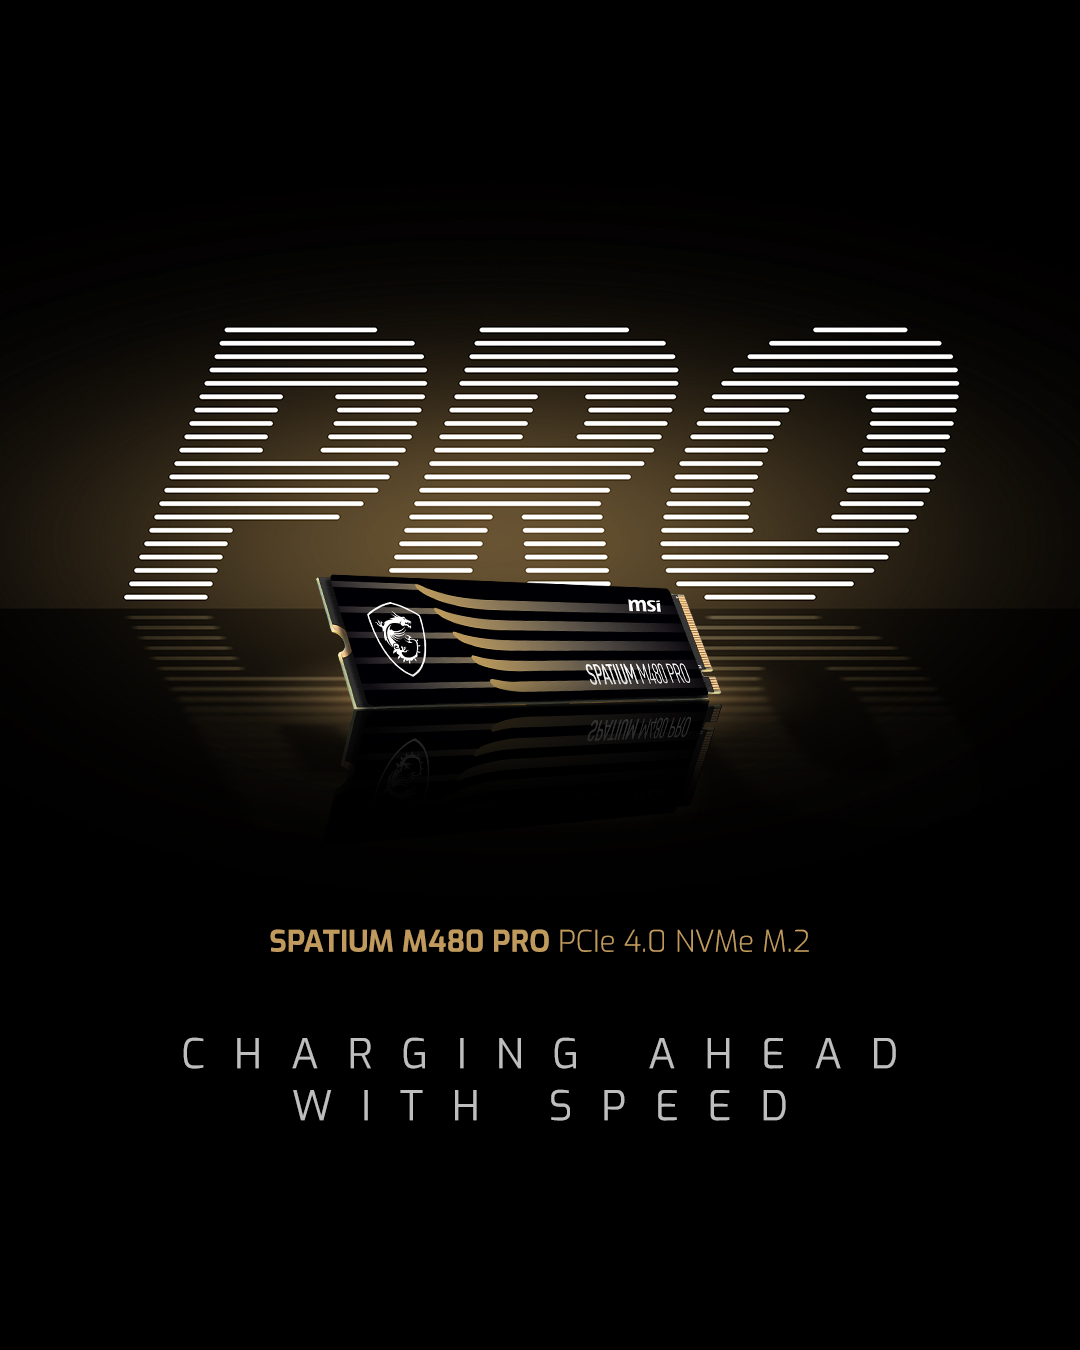 PRO
msi
SPATIUM M480 PRO
SPATIUM M480 PRO PCIe 4.0 NVMe M.2
CHARGING AHEAD
WITH SPEED